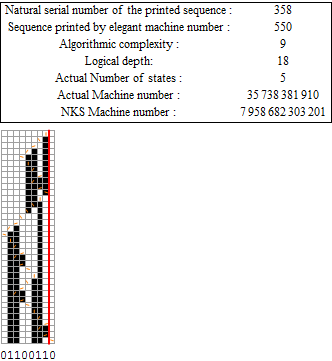 Natural serial number of the printed sequence : 358
Sequence printed by elegant machine number : 550
Algorithmic complexity : 9
Logical depth: 18
Actual Number of states : 5
Actual Machine number : 35 738 381 910
NKS Machine number : 7 958 682 303 201
01100110